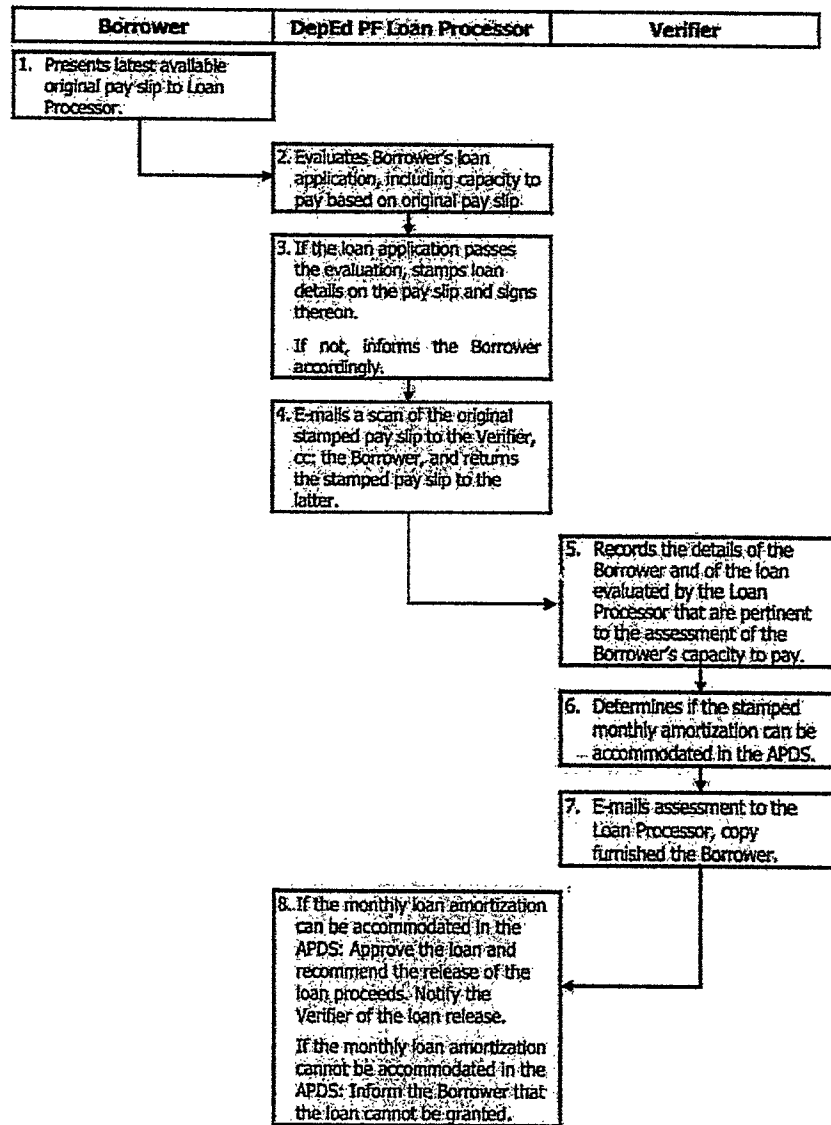 Borrower
DepEd PF Loan Processor
Verifier
1. Presents latest available
original pay slip to Loan
Processor.
2. Evaluates Borrower's loan
application, including capacity to
pay based on original pay slip
3. If the loan application passes
the evaluation, stamps loan
details on the pay slip and signs
thereon.
If not, informs the Borrower
accordingly.
4. E-mails a scan of the original
stamped pay slip to the Verifier,
cc: the Borrower, and returns
the stamped pay slip to the
latter.
5. Records the details of the
Borrower and of the loan
evaluated by the Loan
Processor that are pertinent
to the assessment of the
Borrower's capacity to pay.
6. Determines if the stamped
monthly amortization can be
accommodated in the APDS.
7. E-mails assessment to the
Loan Processor, copy
furnished the Borrower.
8. If the monthly loan amortization
can be accommodated in the
APDS: Approve the loan and
recommend the release of the
loan proceeds. Notify the
Verifier of the loan release.
If the monthly loan amortization
cannot be accommodated in the
APDS: Inform the Borrower that
the loan cannot be granted.